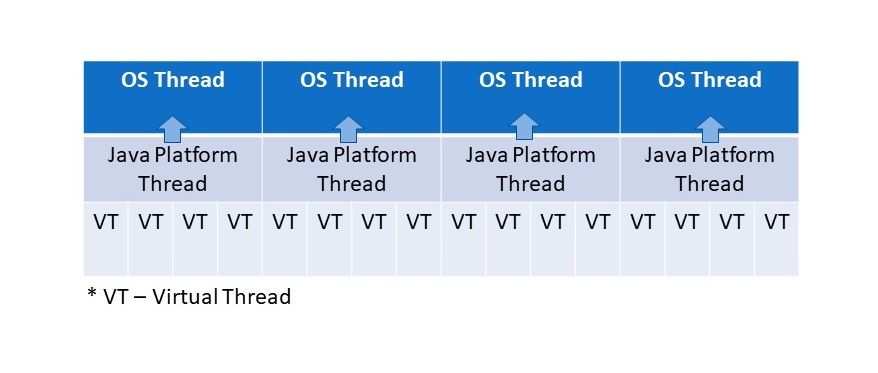 OS Thread OS Thread OS Thread OS Thread
Java Platform Java Platform Java Platform Java Platform
Thread Thread Thread Thread
VT VT VT VT VT VT VT VT VT VT VT VT VT VT VT VT
* VT – Virtual Thread